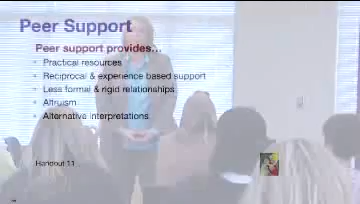 Peer Support
Peer support provides…
Practical resources
Reciprocal & experience based support
Less formal & rigid relationships
Altruism
Alternative interpretations
Handout 11